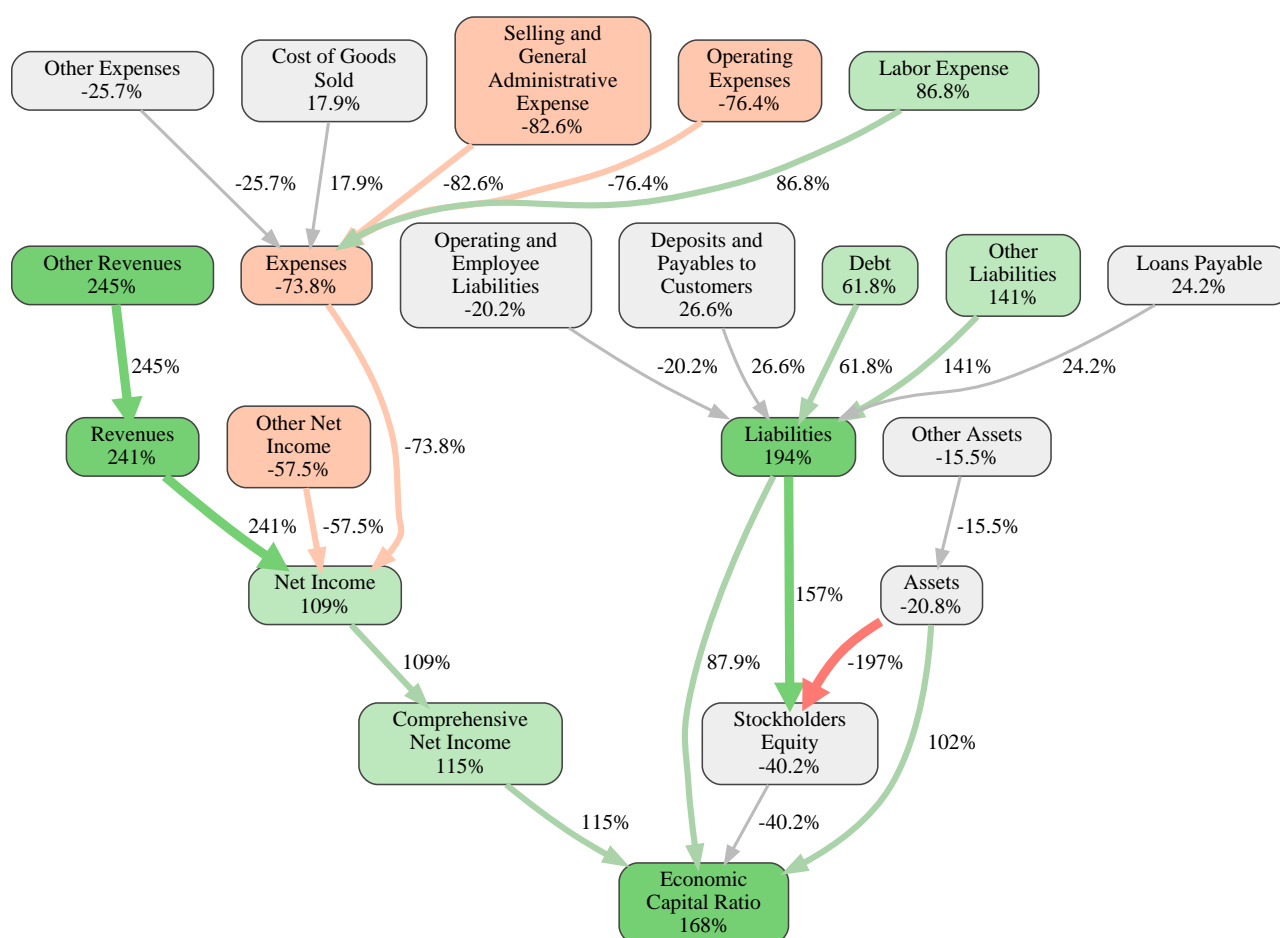 Other Expenses
-25.7%
Cost of Goods
Sold
17.9%
Selling and
General
Administrative
Expense
-82.6%
Operating
Expenses
-76.4%
Labor Expense
86.8%
-25.7%
17.9%
-82.6%
-76.4%
86.8%
Other Revenues
245%
Expenses
-73.8%
Operating and
Employee
Liabilities
-20.2%
Deposits and
Payables to
Customers
26.6%
Debt
61.8%
Other
Liabilities
141%
Loans Payable
24.2%
245%
-20.2%
26.6%
61.8%
141%
24.2%
Revenues
241%
Other Net
Income
-57.5%
-73.8%
Liabilities
194%
Other Assets
-15.5%
241%
-57.5%
-15.5%
Net Income
109%
157%
Assets
-20.8%
109%
87.9%
-197%
Comprehensive
Net Income
115%
Stockholders
Equity
-40.2%
102%
115%
-40.2%
Economic
Capital Ratio
168%